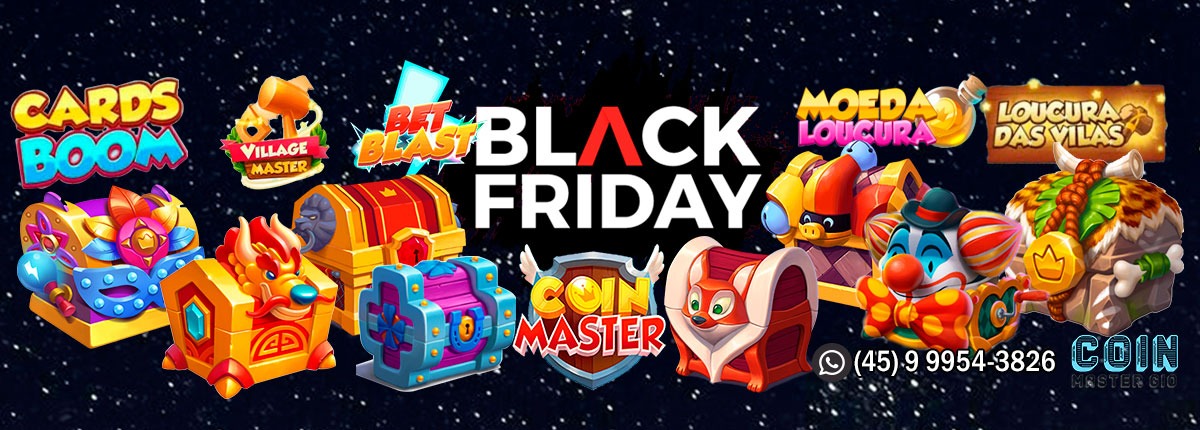 CARDS
BOOM
VILLAGE
MASTER
BET
BLAST
BLACK
FRIDAY
MOEDA
LOUCURA
LOUCURA
DAS VILAS
COIN
MASTER
(45) 9 9954-3826
COIN
MASTER GIO